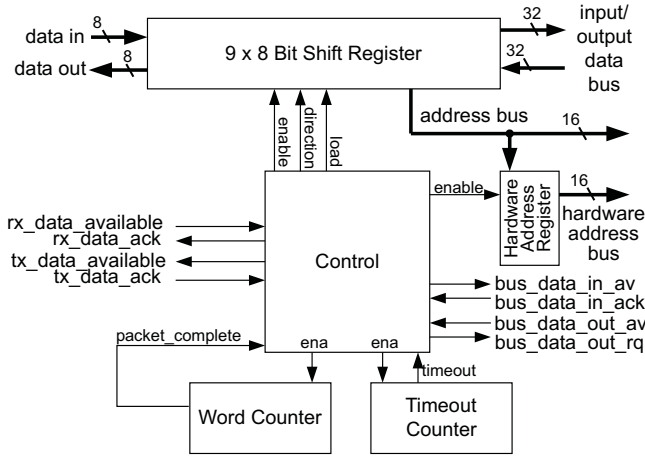 8
data in
data out
8
9 x 8 Bit Shift Register
32
input/
output
32
data
bus
enable
direction
load
address bus
16
enable
Hardware
Address
Register
16
hardware
address
bus
rx_data_available
rx_data_ack
tx_data_available
tx_data_ack
Control
bus_data_in_av
bus_data_in_ack
bus_data_out_av
bus_data_out_rq
packet_complete
ena
ena
timeout
Word Counter
Timeout
Counter